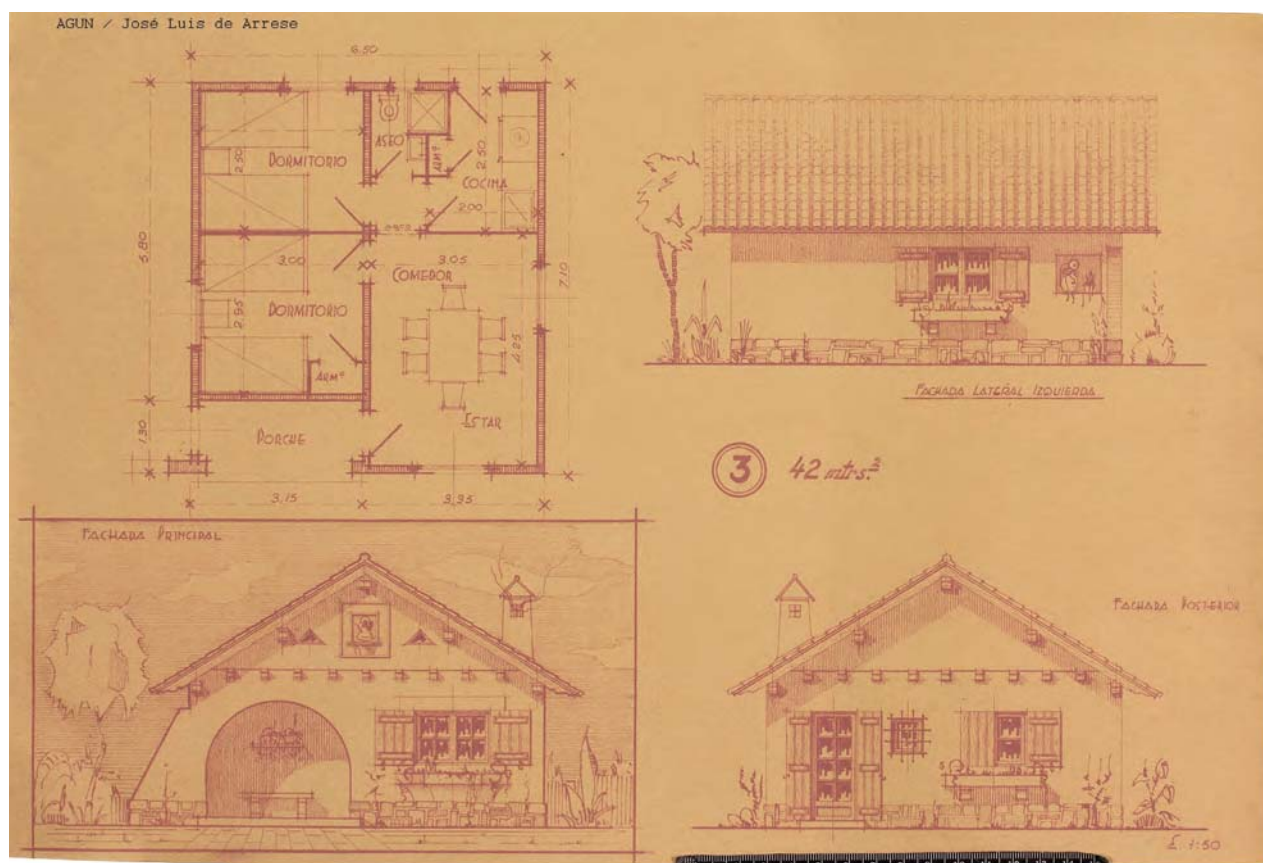 AGUN / José Luis de Arrese
6.50
DORMITORIO
2.50
ASEO
ARMº
2.50
COCINA
2.00
5.80
3.00
3.05
COMEDOR
7.10
DORMITORIO
2.95
4.25
ARMº
ESTAR
1.30
PORCHE
3.15
3.35
FACHADA LATERAL IZQUIERDA
3
42 mtrs.²
FACHADA PRINCIPAL
FACHADA POSTERIOR
E. 1:50